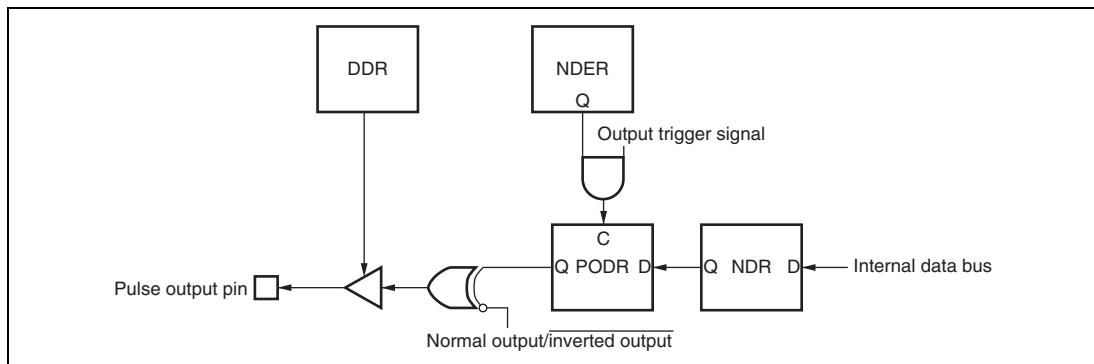 DDR
NDER
Q
Output trigger signal
C
Q PODR D
Q NDR D
Internal data bus
Pulse output pin
Normal output/inverted output